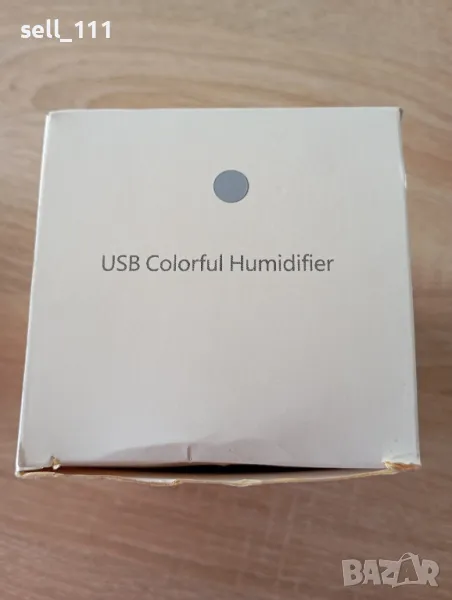 sell_111
USB Colorful Humidifier
BAZAR